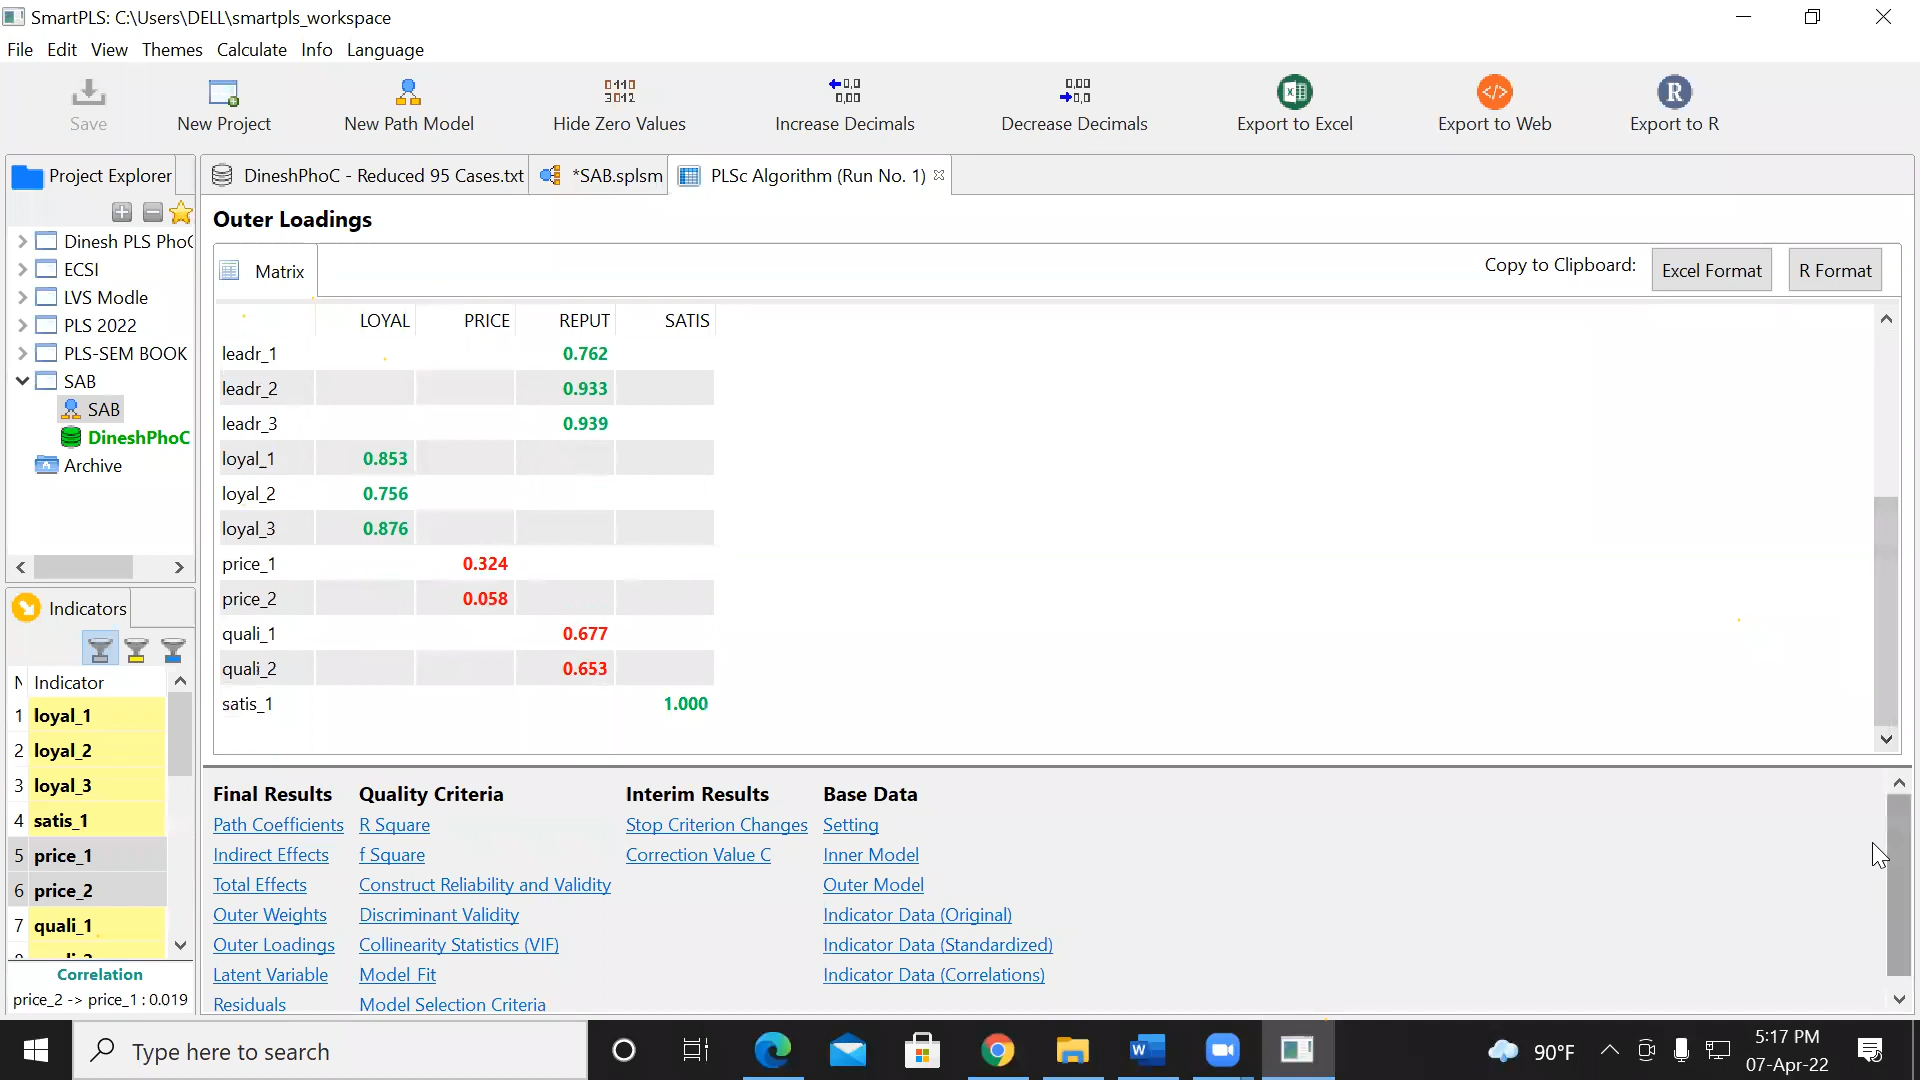 SmartPLS: C:\Users\DELL\smartpls_workspace
File Edit View Themes Calculate Info Language
Save New Project New Path Model Hide Zero Values Increase Decimals Decrease Decimals Export to Excel Export to Web Export to R
Project Explorer
DineshPhoC - Reduced 95 Cases.txt *SAB.splsm PLSc Algorithm (Run No. 1)
Dinesh PLS PhoC
ECSI
LVS Modle
PLS 2022
PLS-SEM BOOK
SAB
SAB
DineshPhoC
Archive
Outer Loadings
Matrix
Copy to Clipboard: Excel Format R Format
LOYAL PRICE REPUT SATIS
leadr_1 0.762
leadr_2 0.933
leadr_3 0.939
loyal_1 0.853
loyal_2 0.756
loyal_3 0.876
price_1 0.324
price_2 0.058
quali_1 0.677
quali_2 0.653
satis_1 1.000
Indicators
N Indicator
1 loyal_1
2 loyal_2
3 loyal_3
4 satis_1
5 price_1
6 price_2
7 quali_1
Correlation
price_2 -> price_1 : 0.019
Final Results Quality Criteria Interim Results Base Data
Path Coefficients R Square Stop Criterion Changes Setting
Indirect Effects f Square Correction Value C Inner Model
Total Effects Construct Reliability and Validity Outer Model
Outer Weights Discriminant Validity Indicator Data (Original)
Outer Loadings Collinearity Statistics (VIF) Indicator Data (Standardized)
Latent Variable Model_Fit Indicator Data (Correlations)
Residuals Model Selection Criteria
Type here to search
90°F
5:17 PM
07-Apr-22